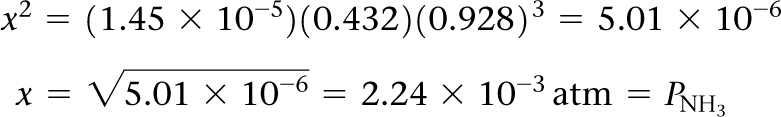 x² = (1.45 × 10⁻⁵)(0.432)(0.928)³ = 5.01 × 10⁻⁶
x = √5.01 × 10⁻⁶ = 2.24 × 10⁻³ atm = P_NH₃